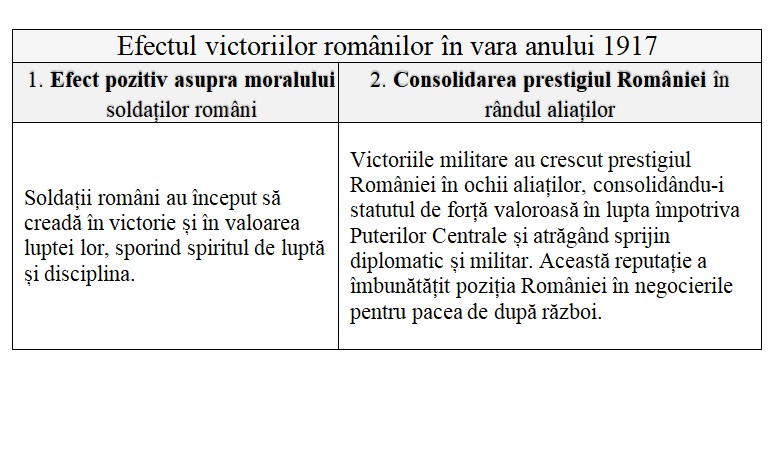 Efectul victoriilor românilor în vara anului 1917
1. Efect pozitiv asupra moralului
soldaților români
2. Consolidarea prestigiul României în
rândul aliaților
Soldații români au început să
creadă în victorie și în valoarea
luptei lor, sporind spiritul de luptă
și disciplina.
Victoriile militare au crescut prestigiul
României în ochii aliaților, consolidându-i
statutul de forță valoroasă în lupta împotriva
Puterilor Centrale și atrăgând sprijin
diplomatic și militar. Această reputație a
îmbunătățit poziția României în negocierile
pentru pacea de după război.